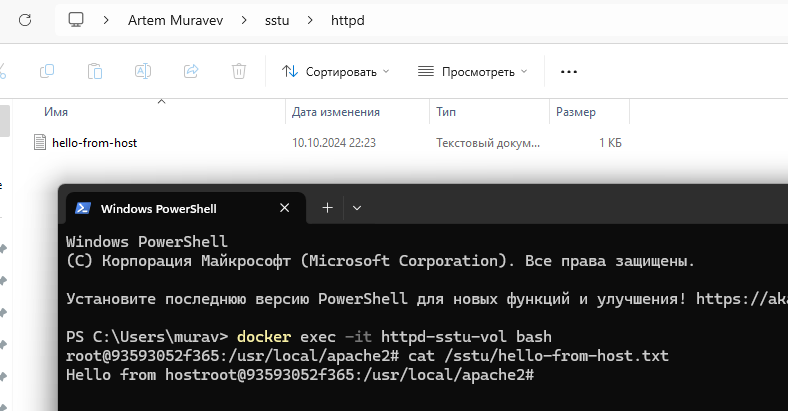 Artem Muravev > sstu > httpd
Сортировать Просмотреть
Имя Дата изменения Тип Размер
hello-from-host 10.10.2024 22:23 Текстовый докум... 1 КБ
Windows PowerShell
Windows PowerShell
(C) Корпорация Майкрософт (Microsoft Corporation). Все права защищены.
Установите последнюю версию PowerShell для новых функций и улучшения! https://aka
PS C:\Users\murav> docker exec -it httpd-sstu-vol bash
root@93593052f365:/usr/local/apache2# cat /sstu/hello-from-host.txt
Hello from hostroot@93593052f365:/usr/local/apache2#